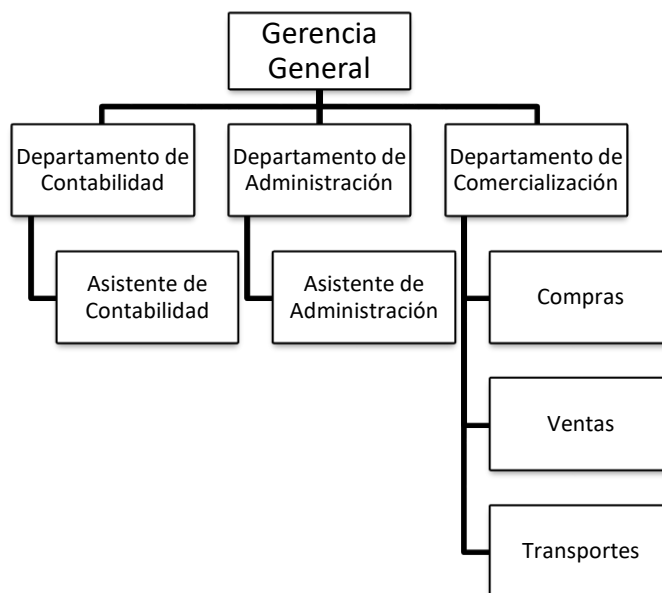 Gerencia
General
Departamento de
Contabilidad
Departamento de
Administración
Departamento de
Comercialización
Asistente de
Contabilidad
Asistente de
Administración
Compras
Ventas
Transportes